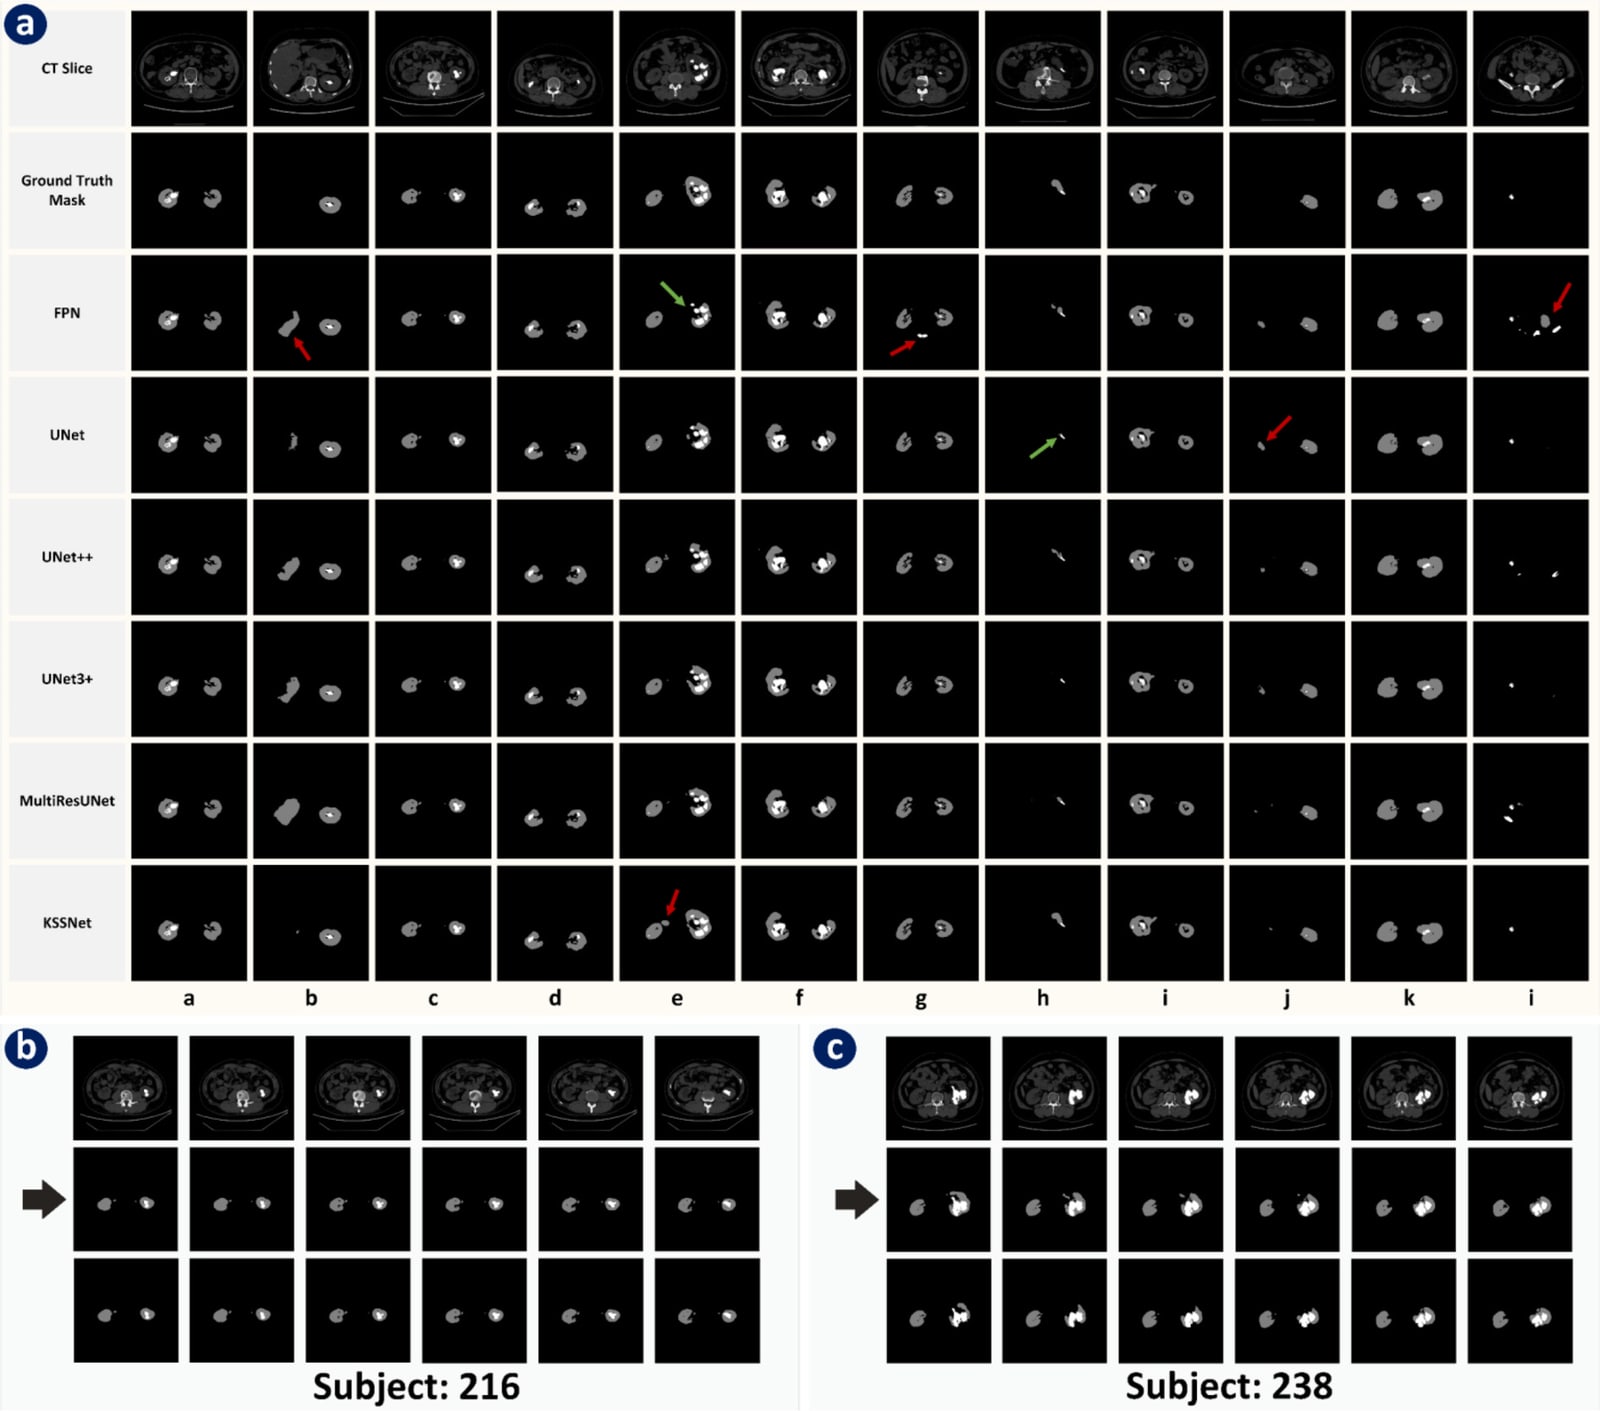 a
CT Slice
Ground Truth
Mask
FPN
UNet
UNet++
UNet3+
MultiResUNet
KSSNet
a b c d e f g h i j k i
b
Subject: 216
c
Subject: 238